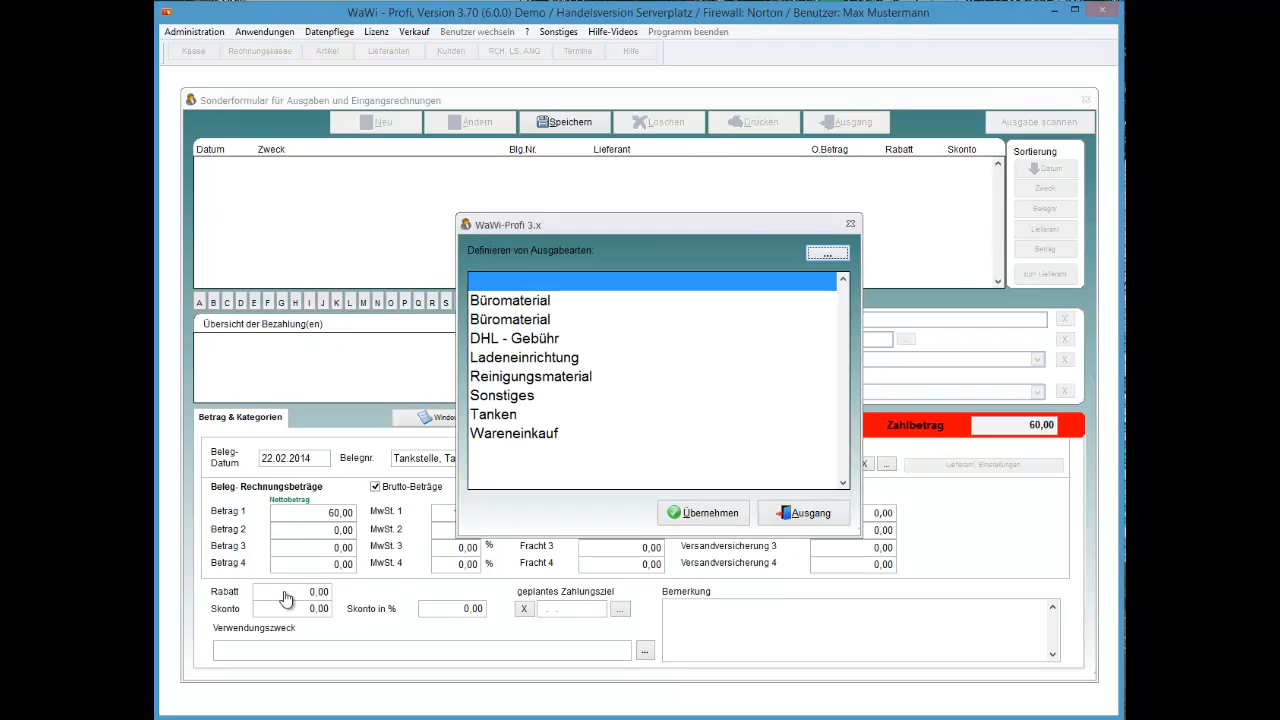 WaWi - Profi, Version 3.70 (6.0.0) Demo / Handelsversion Serverplatz / Firewall: Norton / Benutzer: Max Mustermann
Administration Anwendungen Datenpflege Lizenz Verkauf Benutzer wechseln ? Sonstiges Hilfe-Videos Programm beenden
Kasse Rechnungskasse Artikel Lieferanten Kunden RCH, LS, ANG Termine Hilfe
Sonderformular für Ausgaben und Eingangsrechnungen
Neu Ändern Speichern Löschen Drucken Ausgang Ausgabe scannen
Datum Zweck Blg.Nr. Lieferant O.Betrag Rabatt Skonto
Sortierung
Datum
Zweck
Belegnr
Lieferant
Betrag
zum Lieferant
WaWi-Profi 3.x
Definieren von Ausgabearten:
...
Büromaterial
Büromaterial
DHL - Gebühr
Ladeneinrichtung
Reinigungsmaterial
Sonstiges
Tanken
Wareneinkauf
Übernehmen Ausgang
A B C D E F G H I J K L M N O P Q R S
X
Übersicht der Bezahlung(en)
... X
X
X
Betrag & Kategorien
Zahlbetrag 60,00
Beleg-
Datum 22.02.2014 Belegnr. Tankstelle, Ta
X ... Lieferant, Einstellungen
Beleg- Rechnungsbeträge Brutto-Beträge
Nettobetrag
Betrag 1 60,00 MwSt. 1 0,00
Betrag 2 0,00 MwSt. 2 0,00
Betrag 3 0,00 MwSt. 3 0,00 % Fracht 3 0,00 Versandversicherung 3 0,00
Betrag 4 0,00 MwSt. 4 0,00 % Fracht 4 0,00 Versandversicherung 4 0,00
Rabatt 0,00 geplantes Zahlungsziel Bemerkung
Skonto 0,00 Skonto in % 0,00 X . . ...
Verwendungszweck
...